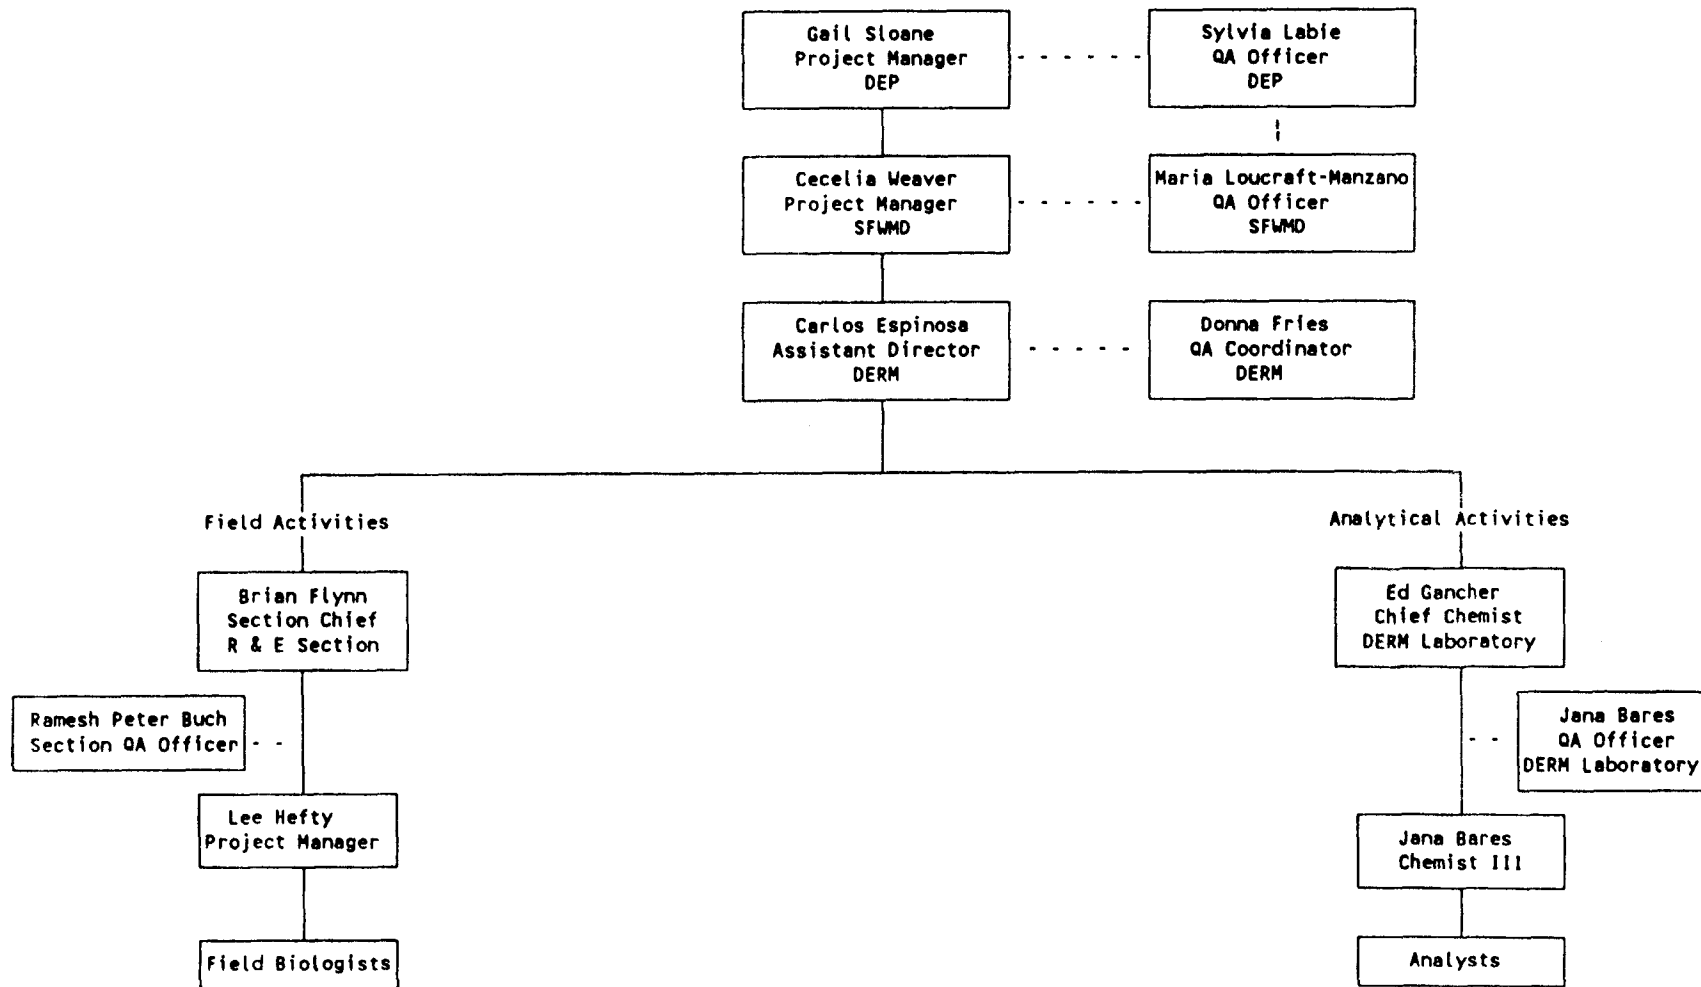 Gail Sloane
Project Manager
DEP
Sylvia Labie
QA Officer
DEP
Cecelia Weaver
Project Manager
SFWMD
Maria Loucraft-Manzano
QA Officer
SFWMD
Carlos Espinosa
Assistant Director
DERM
Donna Fries
QA Coordinator
DERM
Field Activities
Analytical Activities
Brian Flynn
Section Chief
R & E Section
Ed Gancher
Chief Chemist
DERM Laboratory
Ramesh Peter Buch
Section QA Officer
Jana Bares
QA Officer
DERM Laboratory
Lee Hefty
Project Manager
Jana Bares
Chemist III
Field Biologists
Analysts